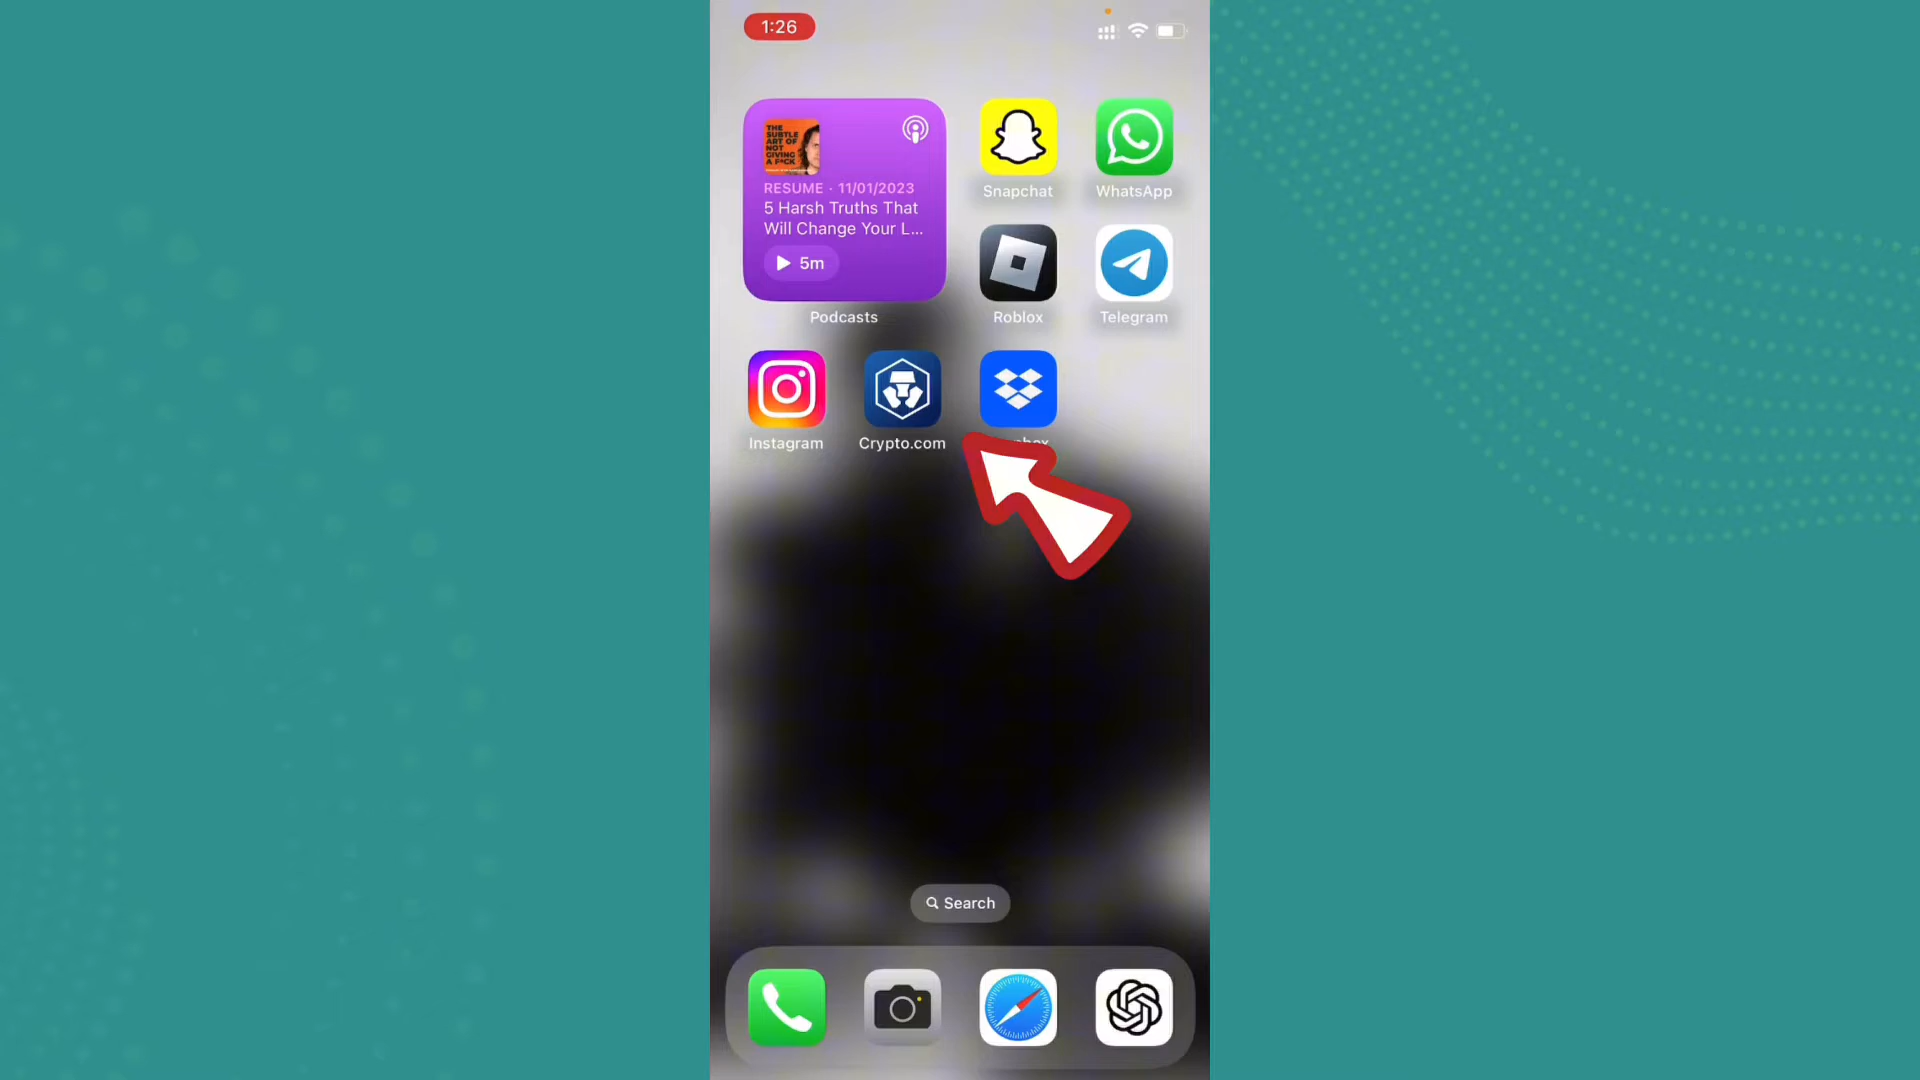 1:26
THE
SUBTLE
ART OF
NOT
GIVING
A F*CK
RESUME · 11/01/2023
5 Harsh Truths That
Will Change Your L...
5m
Podcasts
Snapchat
WhatsApp
Roblox
Telegram
Instagram
Crypto.com
Search